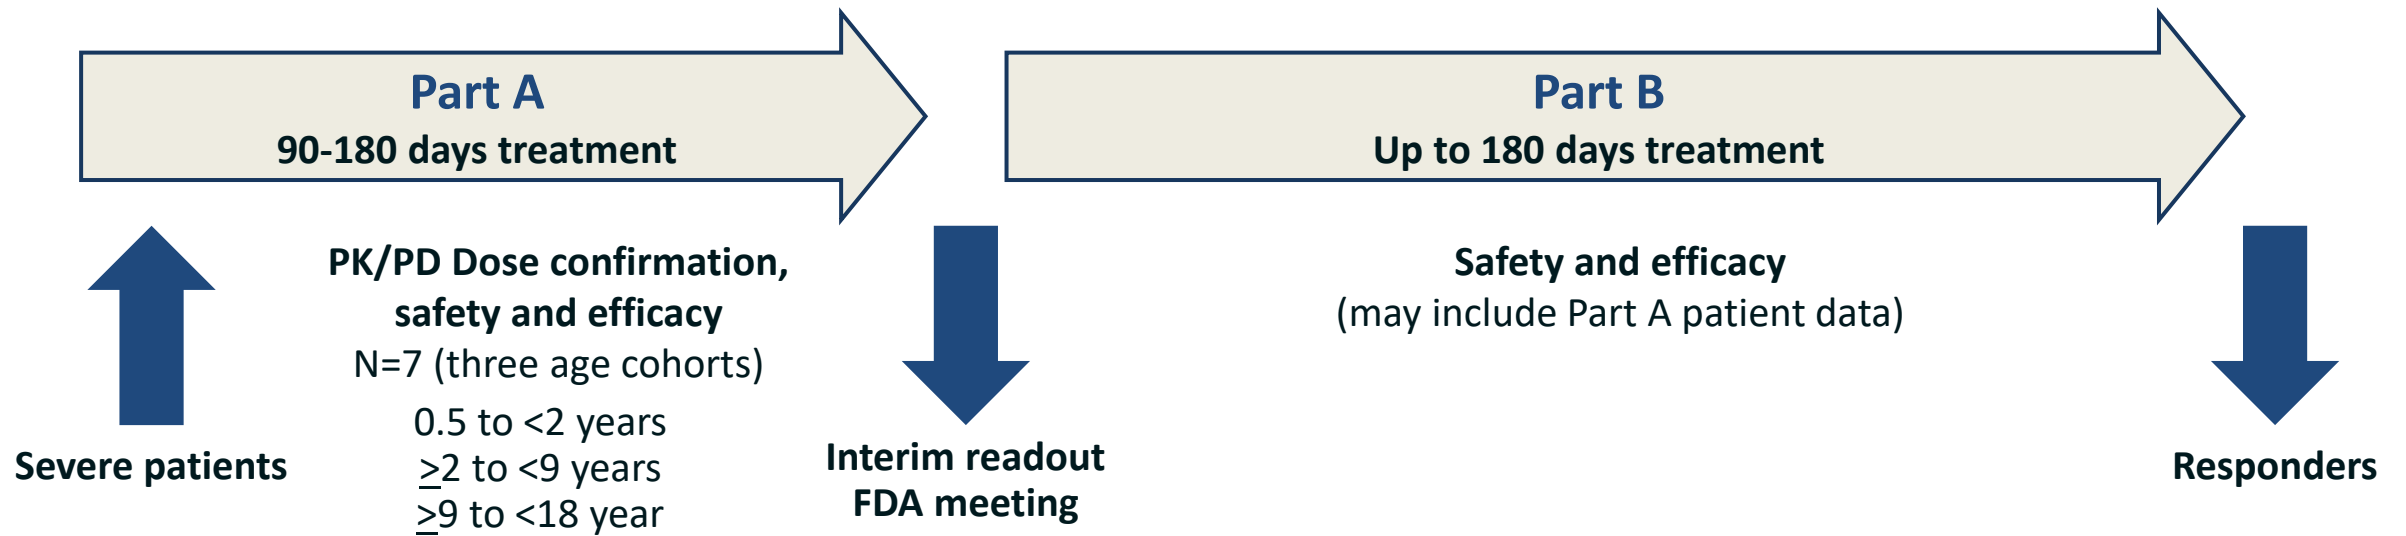 Part A
90-180 days treatment
Part B
Up to 180 days treatment
Severe patients
PK/PD Dose confirmation,
safety and efficacy
N=7 (three age cohorts)
0.5 to <2 years
≥2 to <9 years
≥9 to <18 year
Interim readout
FDA meeting
Safety and efficacy
(may include Part A patient data)
Responders